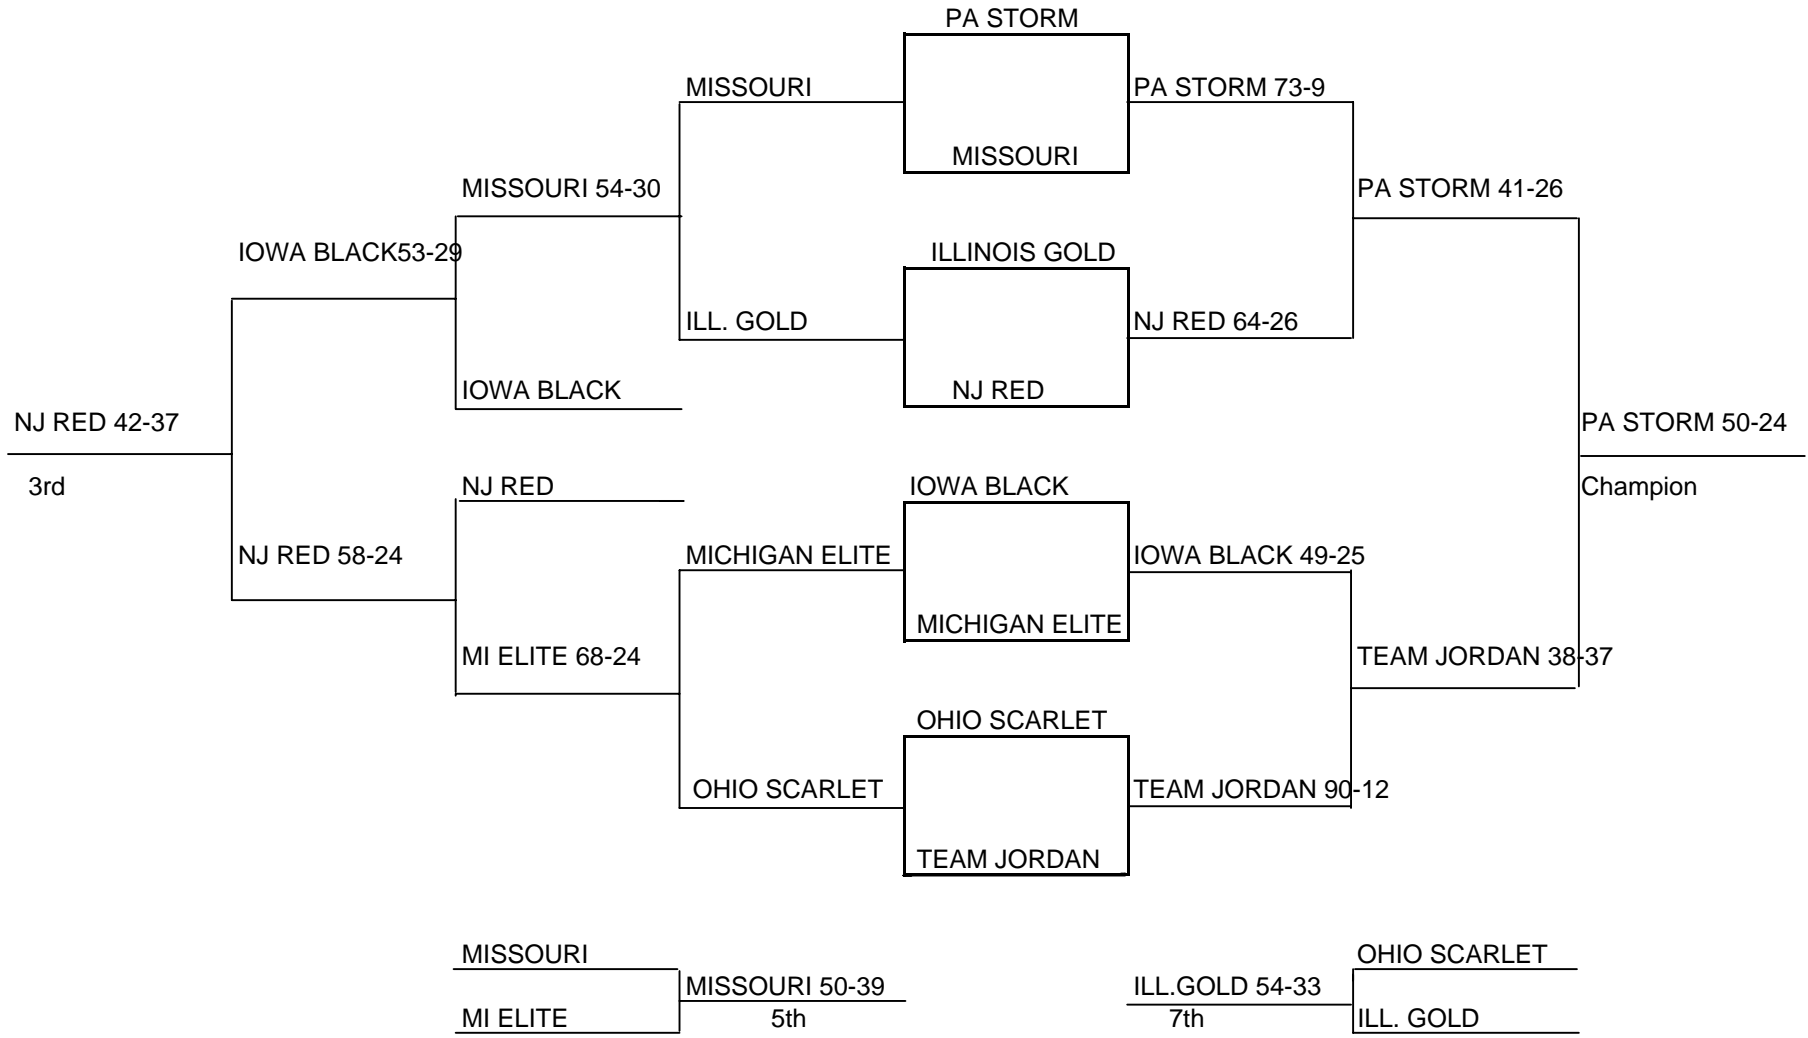 PA STORM
MISSOURI
PA STORM 73-9
MISSOURI
MISSOURI 54-30
PA STORM 41-26
IOWA BLACK53-29
ILLINOIS GOLD
ILL. GOLD
NJ RED 64-26
IOWA BLACK
NJ RED
NJ RED 42-37
PA STORM 50-24
3rd
NJ RED
IOWA BLACK
Champion
NJ RED 58-24
MICHIGAN ELITE
IOWA BLACK 49-25
MICHIGAN ELITE
MI ELITE 68-24
TEAM JORDAN 38-37
OHIO SCARLET
OHIO SCARLET
TEAM JORDAN 90-12
TEAM JORDAN
MISSOURI
OHIO SCARLET
MISSOURI 50-39
ILL.GOLD 54-33
MI ELITE
5th
7th
ILL. GOLD